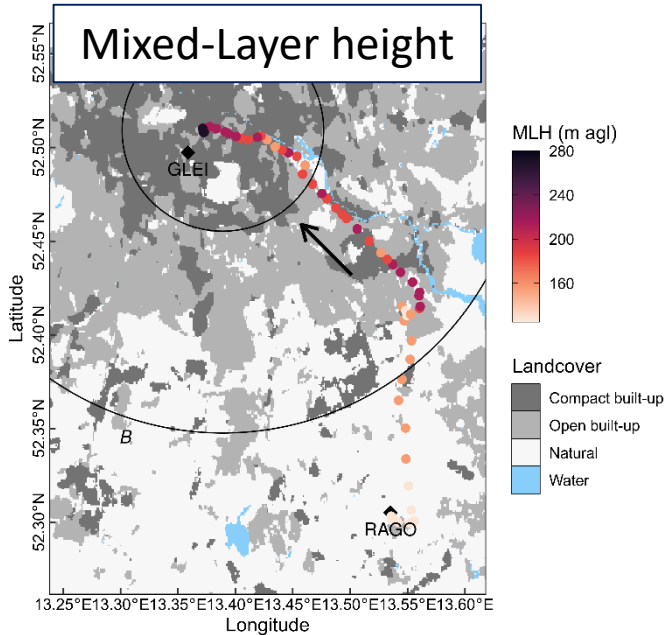 Mixed-Layer height
52.55°N
52.50°N
52.45°N
52.40°N
52.35°N
52.30°N
Latitude
GLEI
B
RAGO
13.25°E13.30°E13.35°E13.40°E13.45°E13.50°E13.55°E13.60°E
Longitude
MLH (m agl)
280
240
200
160
Landcover
Compact built-up
Open built-up
Natural
Water